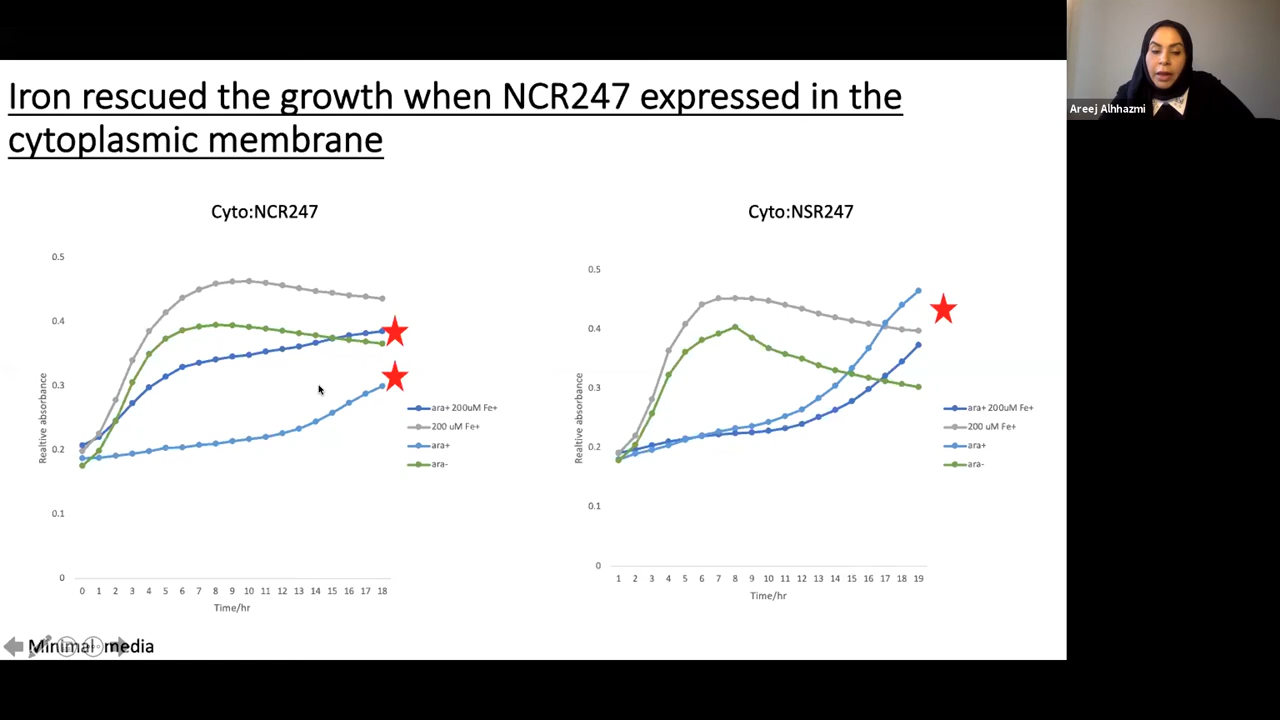 Iron rescued the growth when NCR247 expressed in the
cytoplasmic membrane
Areej Alhhazmi
Cyto:NCR247
0.5
0.4
0.3
0.2
0.1
0
Realtive absorbance
0 1 2 3 4 5 6 7 8 9 10 11 12 13 14 15 16 17 18
Time/hr
ara+ 200uM Fe+
200 uM Fe+
ara+
ara-
Cyto:NSR247
0.5
0.4
0.3
0.2
0.1
0
Realtive absorbance
1 2 3 4 5 6 7 8 9 10 11 12 13 14 15 16 17 18 19
Time/hr
ara+ 200uM Fe+
200 uM Fe+
ara+
ara-
Minimal media